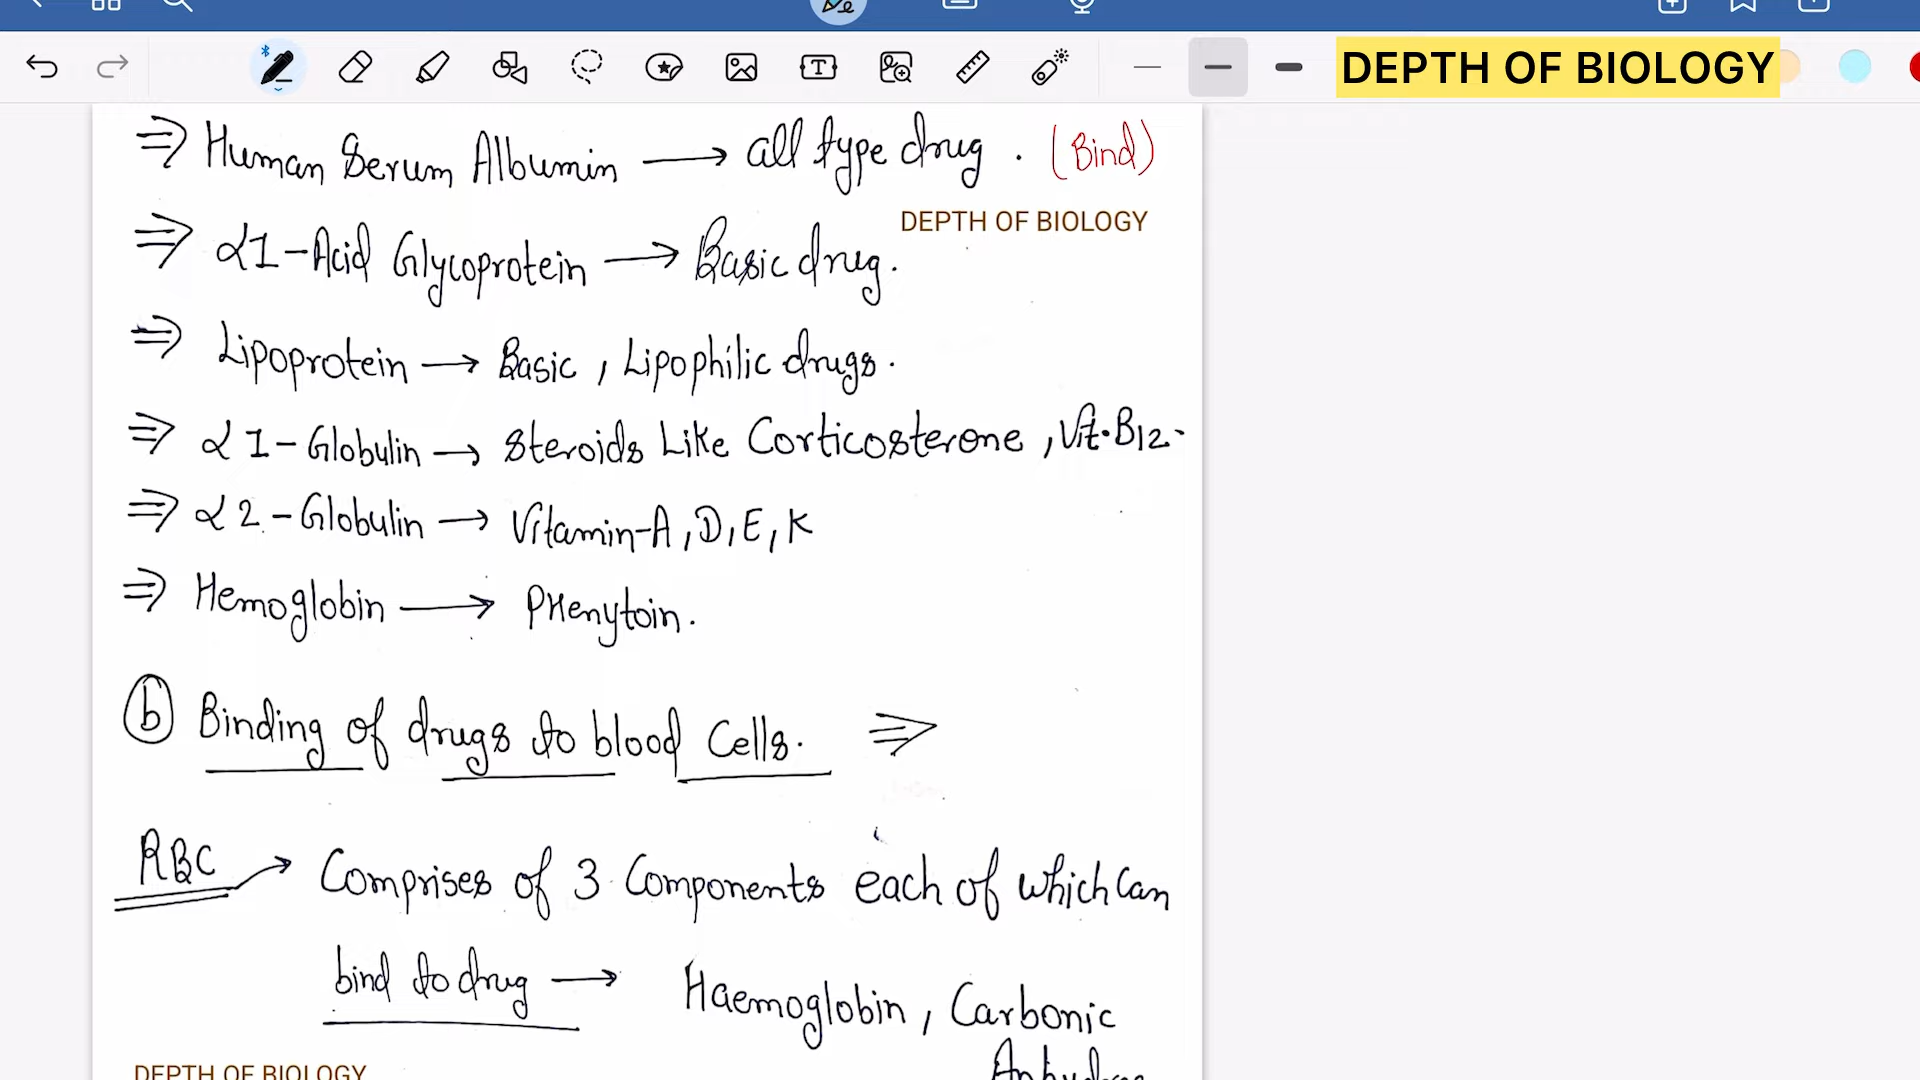 DEPTH OF BIOLOGY
⇒ Human Serum Albumin ⟶ all type drug. (Bind)
DEPTH OF BIOLOGY
⇒ α1-Acid Glycoprotein ⟶ Basic drug.
⇒ Lipoprotein ⟶ Basic, Lipophilic drugs.
⇒ α1-Globulin ⟶ Steroids Like Corticosterone, Vit.B12.
⇒ α2-Globulin ⟶ Vitamin-A, D, E, K
⇒ Hemoglobin ⟶ PHenytoin.
ⓑ Binding of drugs to blood Cells. ⇒
RBC → Comprises of 3 Components each of which Can
bind to drug ⟶ Haemoglobin, Carbonic
DEPTH OF BIOLOGY